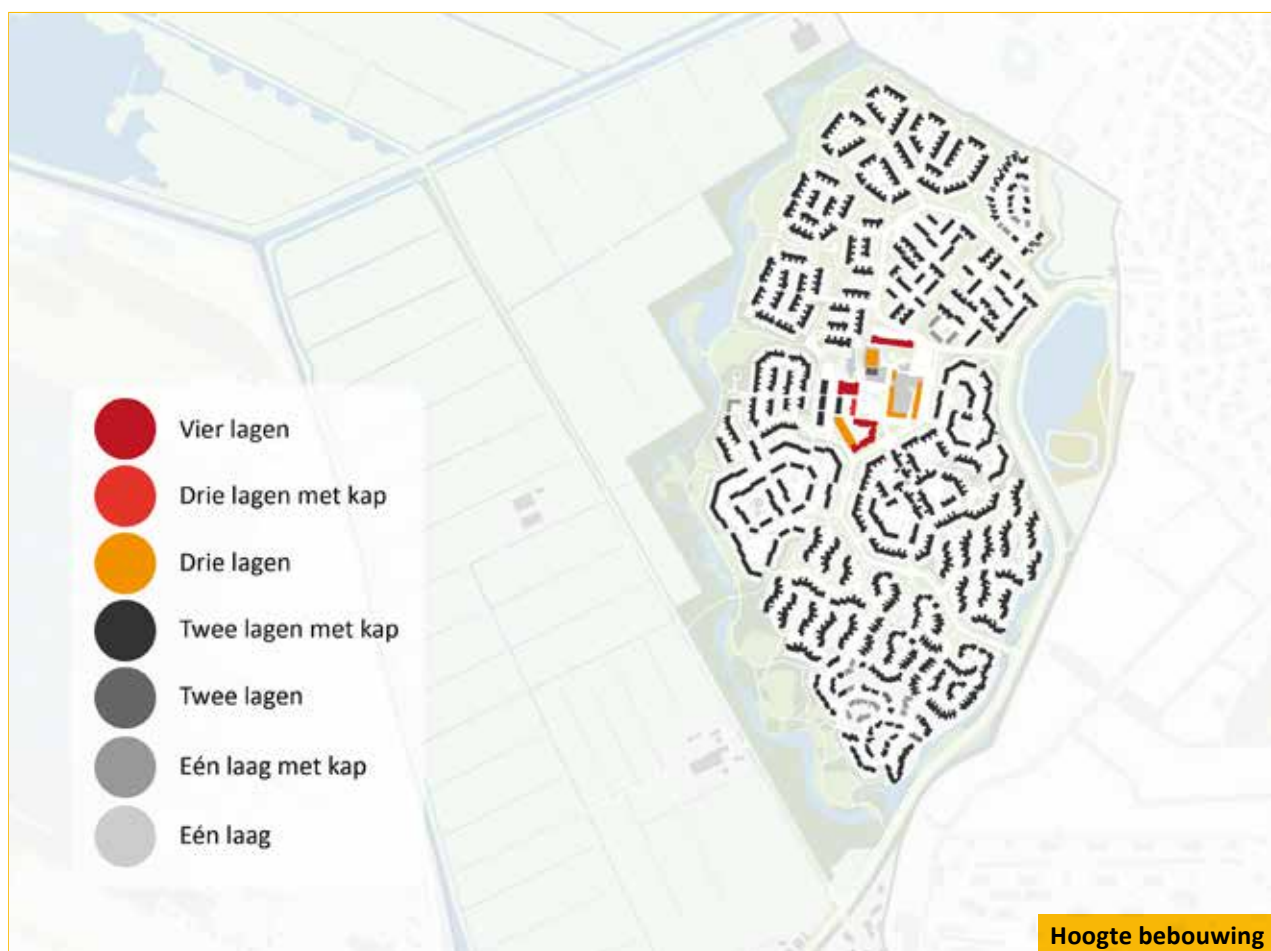 Vier lagen
Drie lagen met kap
Drie lagen
Twee lagen met kap
Twee lagen
Eén laag met kap
Eén laag
Hoogte bebouwing